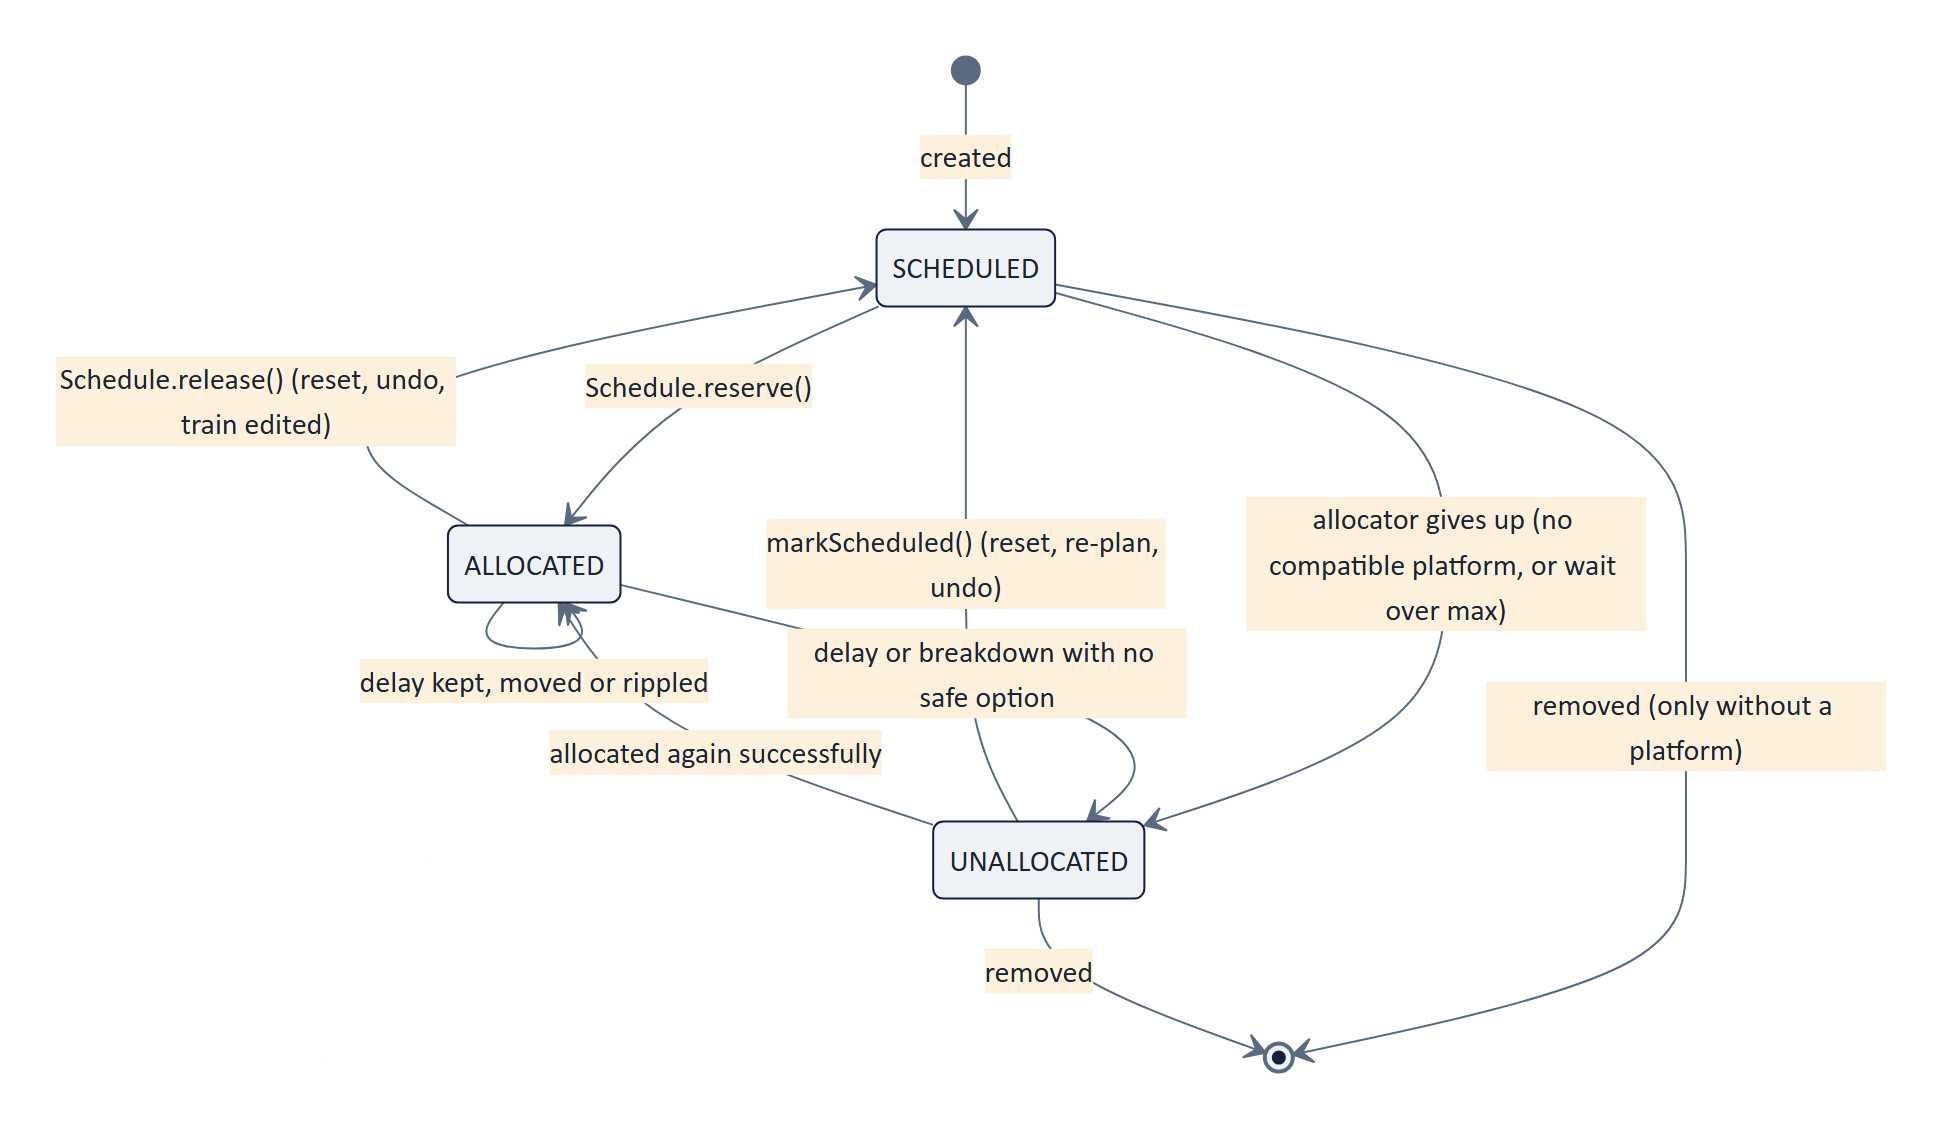 created
SCHEDULED
Schedule.release() (reset, undo,
train edited)
Schedule.reserve()
allocator gives up (no
compatible platform, or wait
over max)
markScheduled() (reset, re-plan,
undo)
ALLOCATED
delay or breakdown with no
safe option
delay kept, moved or rippled
removed (only without a
platform)
allocated again successfully
UNALLOCATED
removed